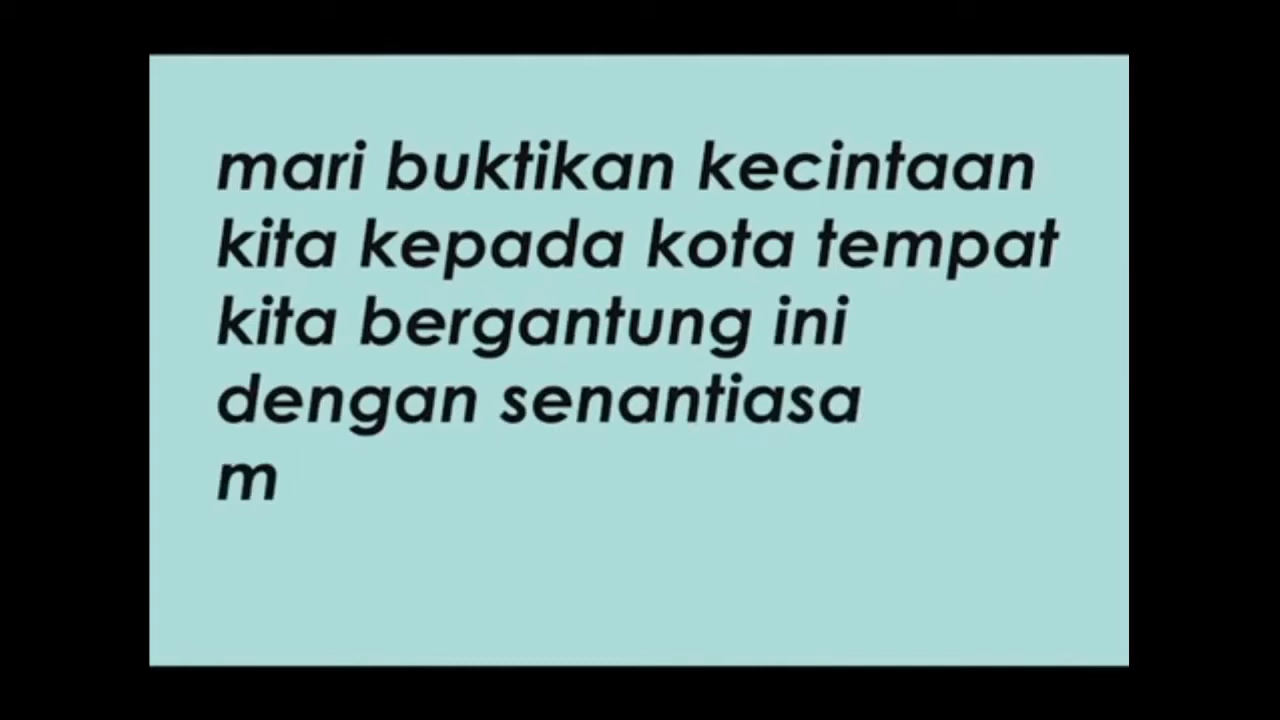 mari buktikan kecintaan
kita kepada kota tempat
kita bergantung ini
dengan senantiasa
m